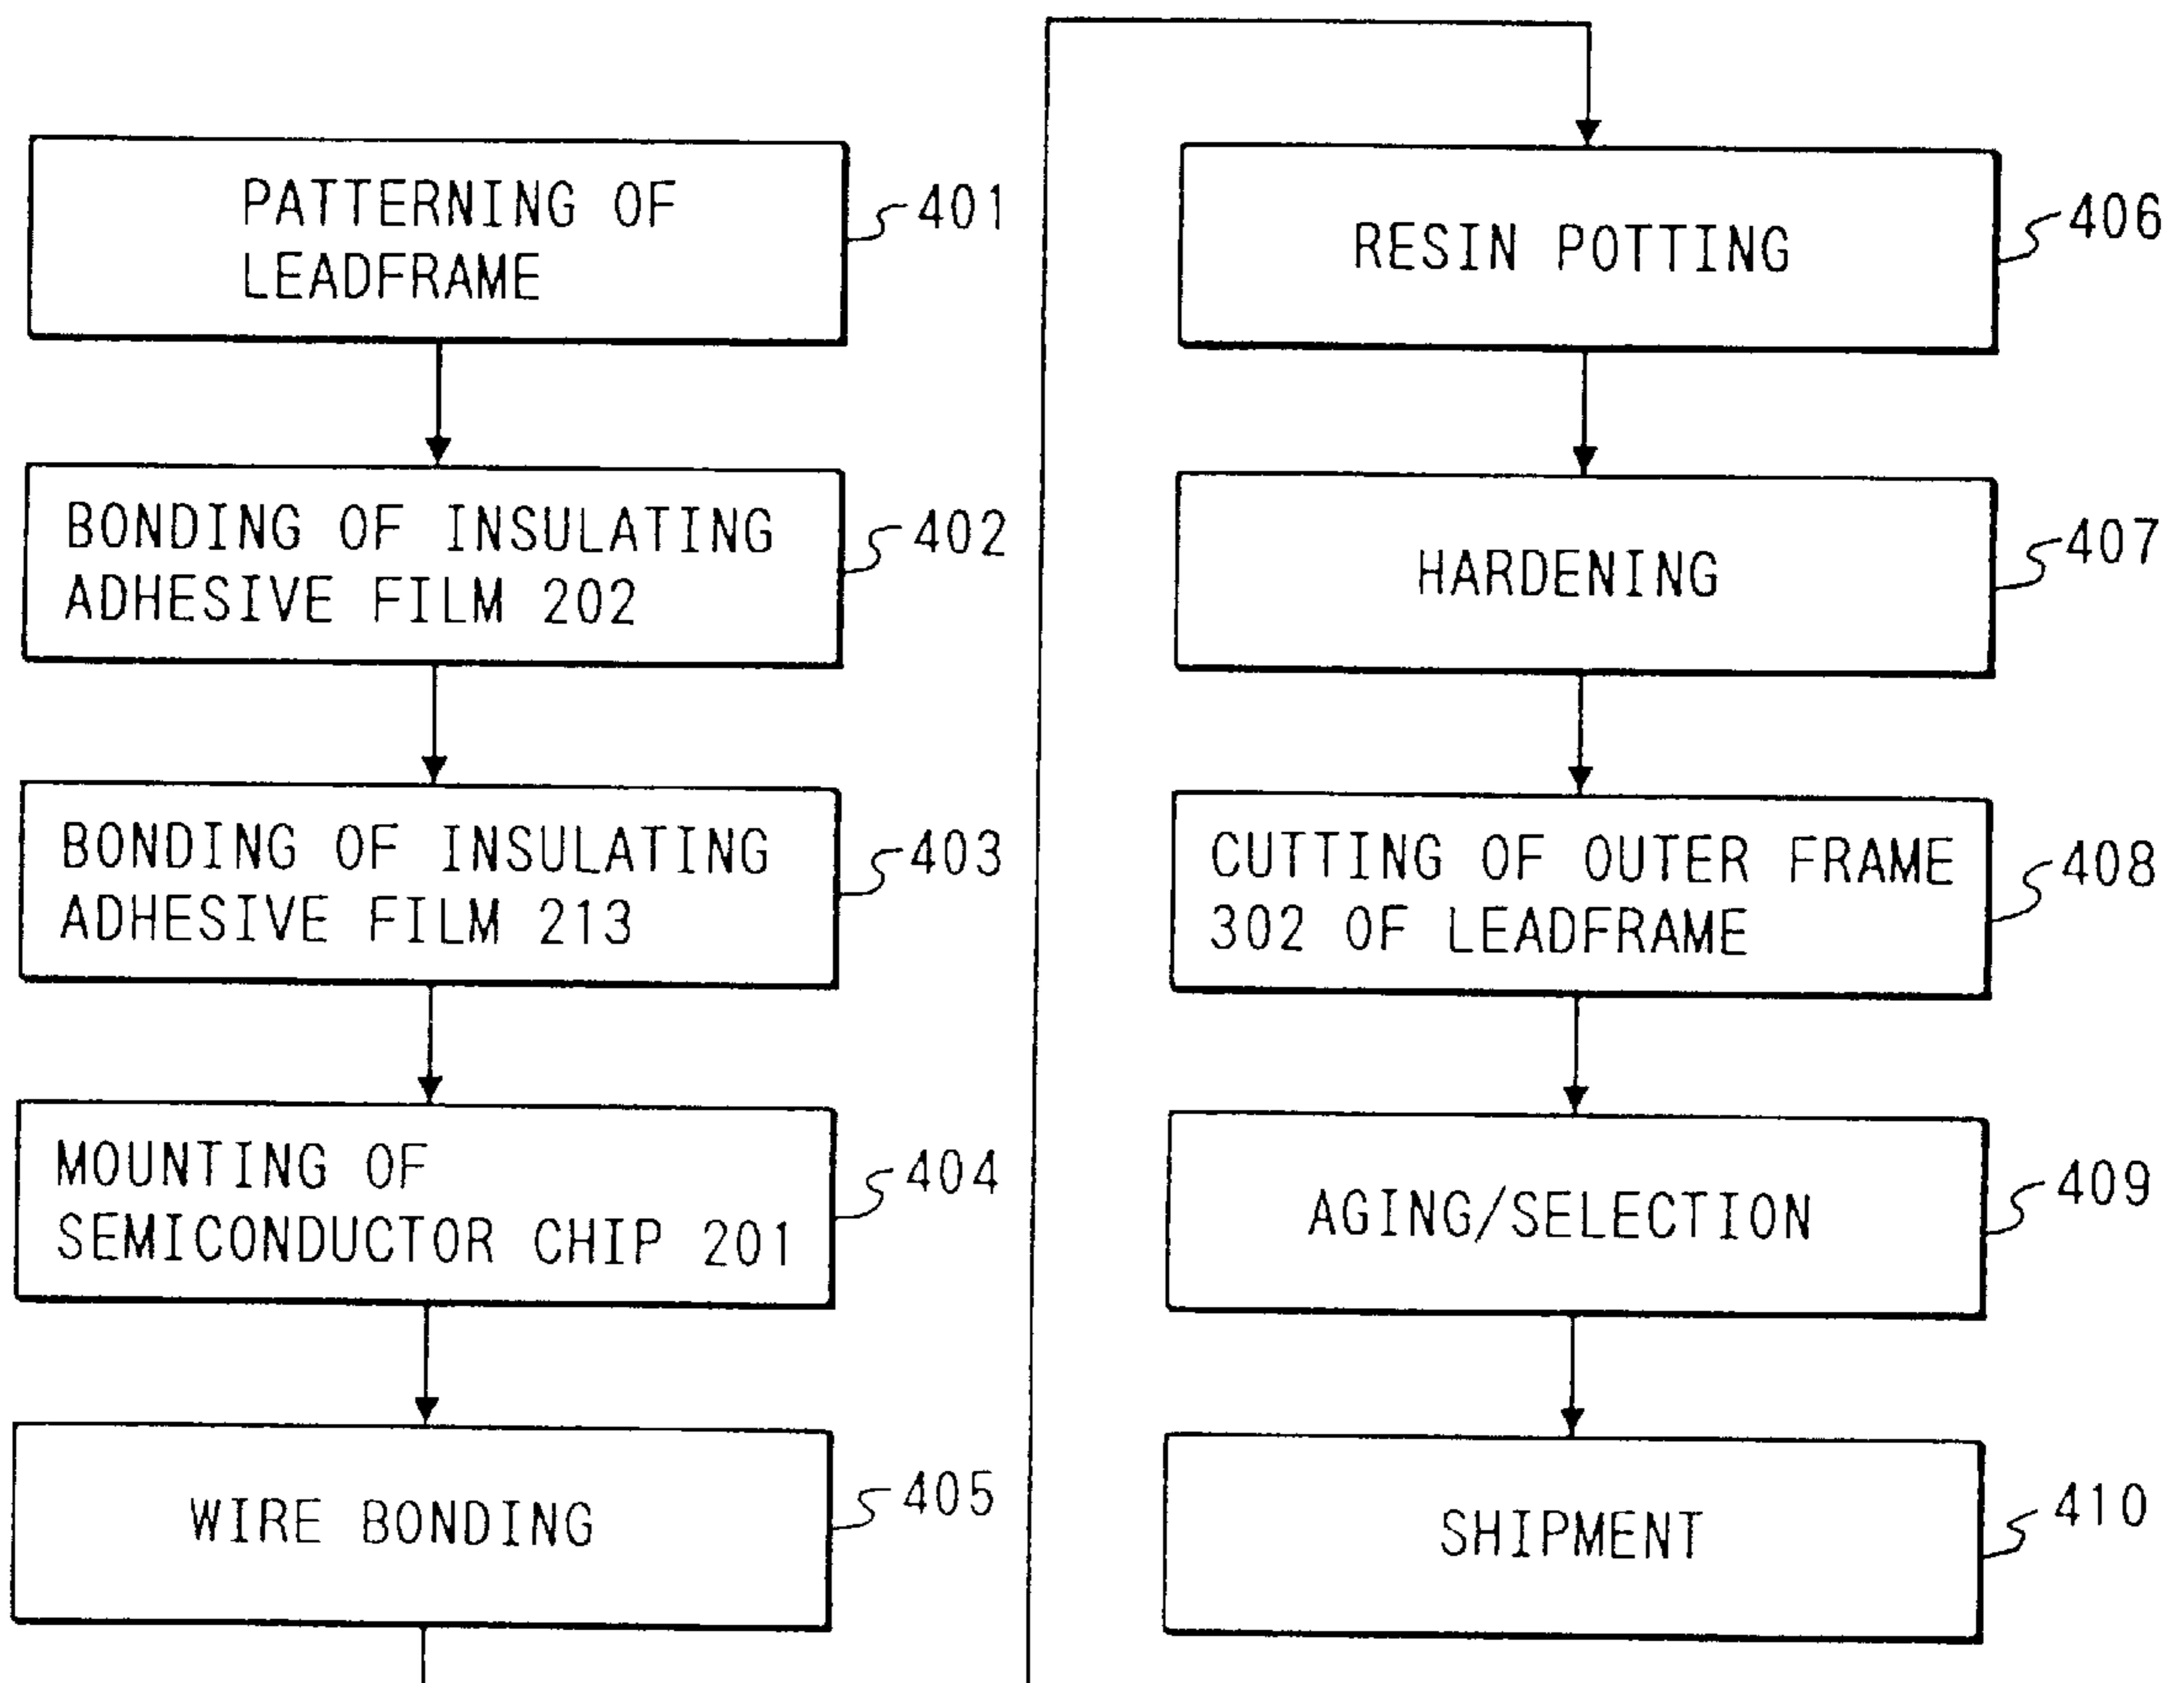 PATTERNING OF
LEADFRAME
401
BONDING OF INSULATING
ADHESIVE FILM 202
402
BONDING OF INSULATING
ADHESIVE FILM 213
403
MOUNTING OF
SEMICONDUCTOR CHIP 201
404
WIRE BONDING
405
RESIN POTTING
406
HARDENING
407
CUTTING OF OUTER FRAME
302 OF LEADFRAME
408
AGING/SELECTION
409
SHIPMENT
410